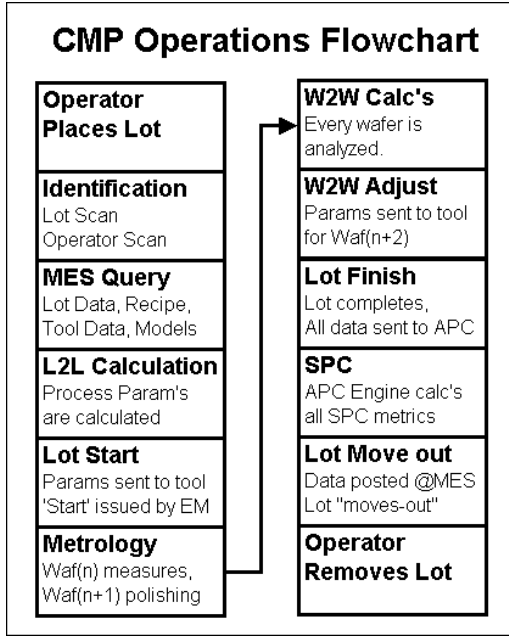 CMP Operations Flowchart
Operator
Places Lot
Identification
Lot Scan
Operator Scan
MES Query
Lot Data, Recipe,
Tool Data, Models
L2L Calculation
Process Param's
are calculated
Lot Start
Params sent to tool
'Start' issued by EM
Metrology
Waf(n) measures,
Waf(n+1) polishing
W2W Calc's
Every wafer is
analyzed.
W2W Adjust
Params sent to tool
for Waf(n+2)
Lot Finish
Lot completes,
All data sent to APC
SPC
APC Engine calc's
all SPC metrics
Lot Move out
Data posted @MES
Lot "moves-out"
Operator
Removes Lot